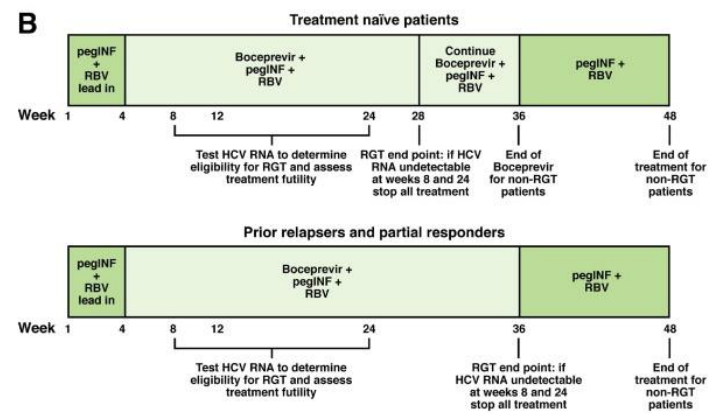 B
Treatment naïve patients
pegINF
+
RBV
lead in
Boceprevir +
pegINF +
RBV
Continue
Boceprevir +
pegINF +
RBV
pegINF +
RBV
Week 1 4 8 12 24 28 36 48
Test HCV RNA to determine
eligibility for RGT and assess
treatment futility
RGT end point: if HCV
RNA undetectable
at weeks 8 and 24
stop all treatment
End of
Boceprevir
for non-RGT
patients
End of
treatment for
non-RGT
patients
Prior relapsers and partial responders
pegINF
+
RBV
lead in
Boceprevir +
pegINF +
RBV
pegINF +
RBV
Week 1 4 8 12 24 36 48
Test HCV RNA to determine
eligibility for RGT and assess
treatment futility
RGT end point: if
HCV RNA undetectable
at weeks 8 and 24
stop all treatment
End of
treatment for
non-RGT
patients